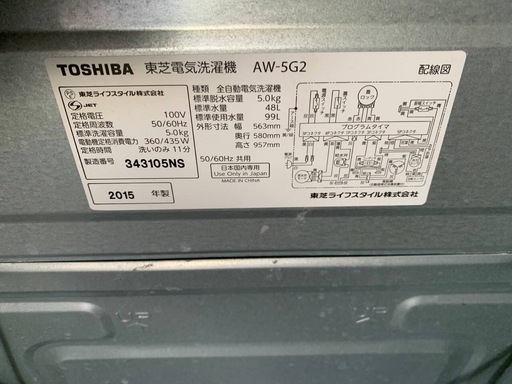 TOSHIBA 東芝電気洗濯機 AW-5G2 配線図
東芝ライフスタイル株式会社
JET
定格電圧 100V
定格周波数 50/60Hz
標準洗濯容量 5.0kg
電動機定格消費電力 360/435W
時間 洗いのみ 11分
製造番号 343105NS
2015 年製
種類 全自動電気洗濯機
標準脱水容量 5.0kg
標準水量 48L
標準使用水量 99L
外形寸法 幅 563mm
奥行 580mm
高さ 957mm
50/60Hz 共用
日本国内専用
Use Only in Japan
MADE IN CHINA
蓋
ロック
プログラムタイマ
東芝ライフスタイル株式会社